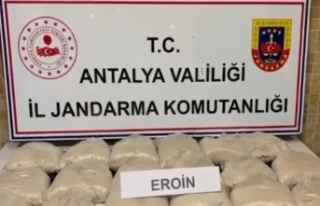 T.C.
ANTALYA VALİLİĞİ
İL JANDARMA KOMUTANLIĞI
EROİN